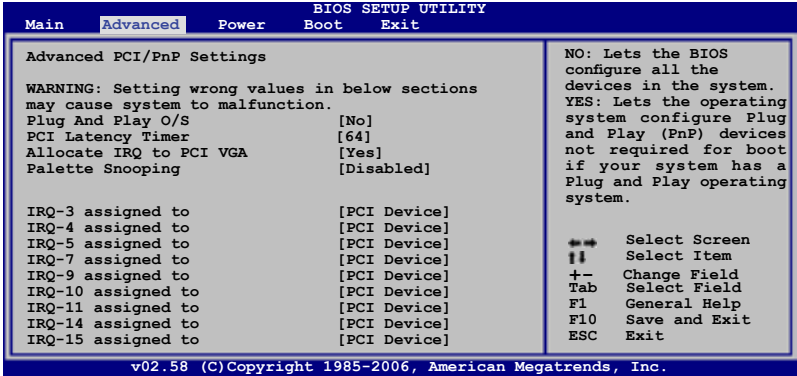 BIOS SETUP UTILITY
Main Advanced Power Boot Exit
Advanced PCI/PnP Settings
WARNING: Setting wrong values in below sections
may cause system to malfunction.
Plug And Play O/S [No]
PCI Latency Timer [64]
Allocate IRQ to PCI VGA [Yes]
Palette Snooping [Disabled]
IRQ-3 assigned to [PCI Device]
IRQ-4 assigned to [PCI Device]
IRQ-5 assigned to [PCI Device]
IRQ-7 assigned to [PCI Device]
IRQ-9 assigned to [PCI Device]
IRQ-10 assigned to [PCI Device]
IRQ-11 assigned to [PCI Device]
IRQ-14 assigned to [PCI Device]
IRQ-15 assigned to [PCI Device]
NO: Lets the BIOS
configure all the
devices in the system.
YES: Lets the operating
system configure Plug
and Play (PnP) devices
not required for boot
if your system has a
Plug and Play operating
system.
←→ Select Screen
↑↓ Select Item
+- Change Field
Tab Select Field
F1 General Help
F10 Save and Exit
ESC Exit
v02.58 (C)Copyright 1985-2006, American Megatrends, Inc.